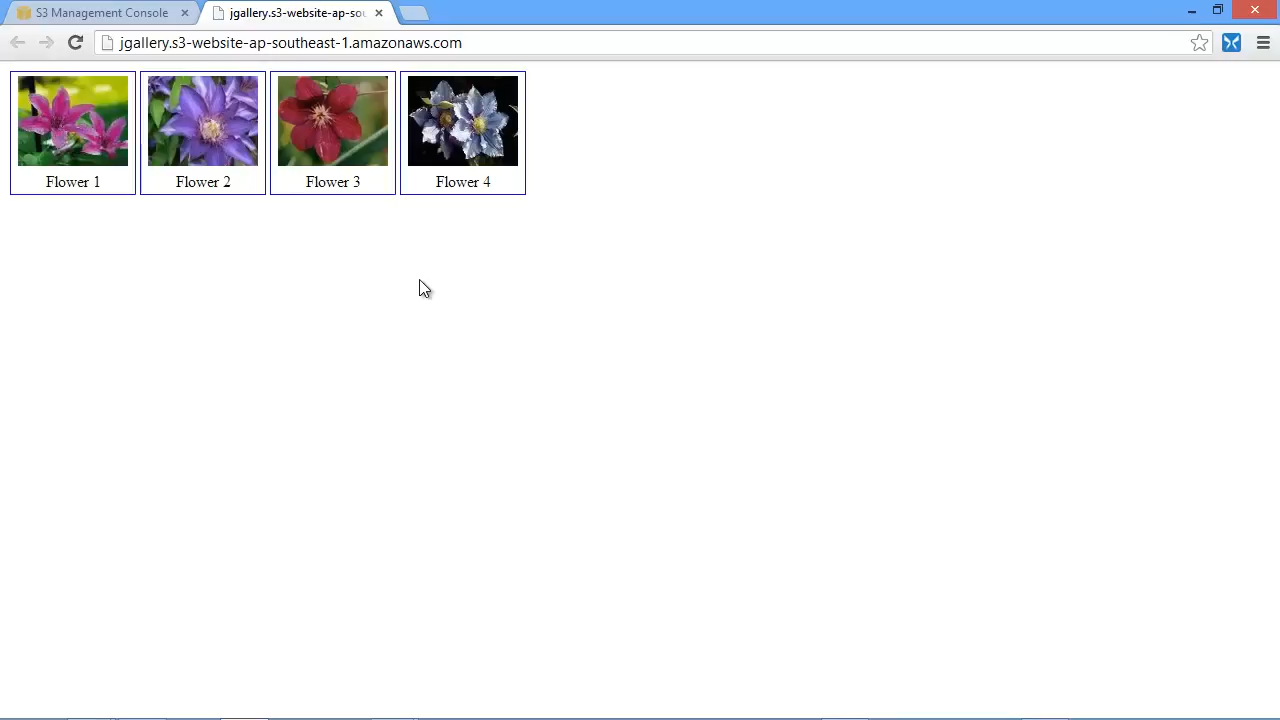 S3 Management Console
jgallery.s3-website-ap-sou
jgallery.s3-website-ap-southeast-1.amazonaws.com
Flower 1
Flower 2
Flower 3
Flower 4